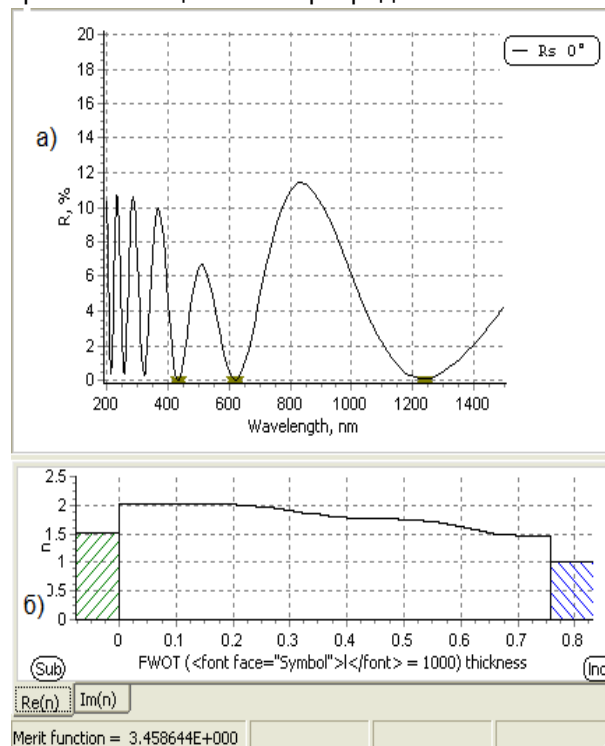 20
18
16
14
12
10
8
6
4
2
0
R, %
а)
Rs 0°
200 400 600 800 1000 1200 1400
Wavelength, nm
2.5
2
1.5
1
0.5
0
n
б)
0 0.1 0.2 0.3 0.4 0.5 0.6 0.7 0.8
Sub
FWOT (<font face="Symbol">l</font> = 1000) thickness
Re(n) Im(n)
Merit function = 3.458644E+000